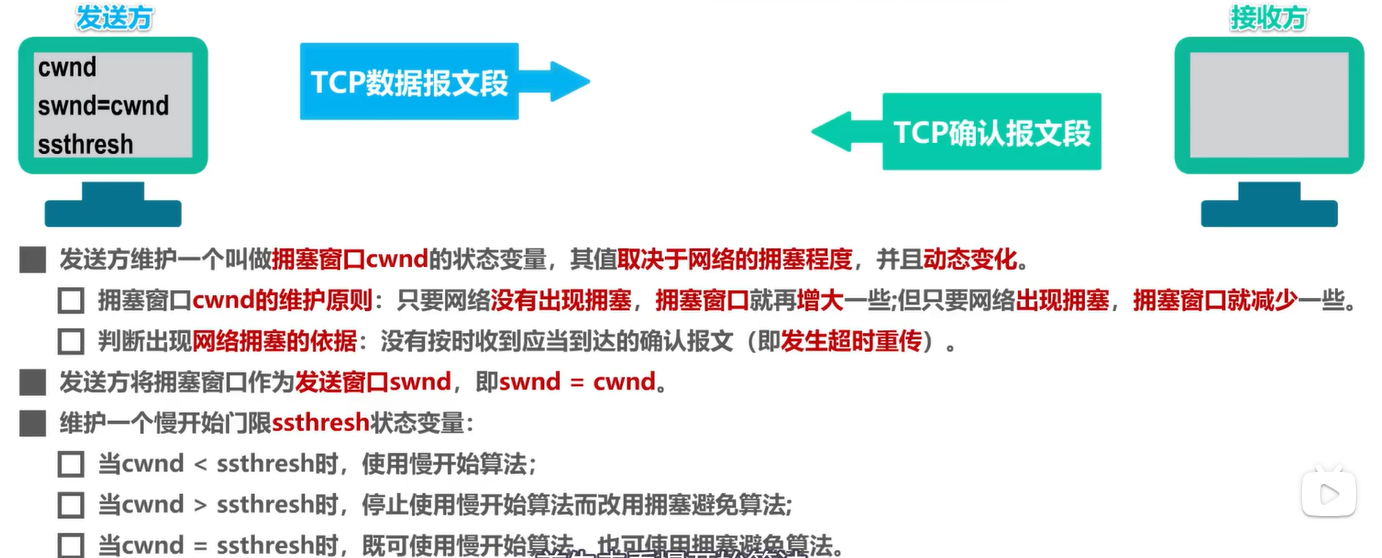 发送方
接收方
cwnd
swnd=cwnd
ssthresh
TCP数据报文段
TCP确认报文段
发送方维护一个叫做拥塞窗口cwnd的状态变量，其值取决于网络的拥塞程度，并且动态变化。
拥塞窗口cwnd的维护原则：只要网络没有出现拥塞，拥塞窗口就再增大一些;但只要网络出现拥塞，拥塞窗口就减少一些。
判断出现网络拥塞的依据：没有按时收到应当到达的确认报文（即发生超时重传）。
发送方将拥塞窗口作为发送窗口swnd，即swnd = cwnd。
维护一个慢开始门限ssthresh状态变量：
当cwnd < ssthresh时，使用慢开始算法；
当cwnd > ssthresh时，停止使用慢开始算法而改用拥塞避免算法;
当cwnd = ssthresh时，既可使用慢开始算法，也可使用拥塞避免算法。